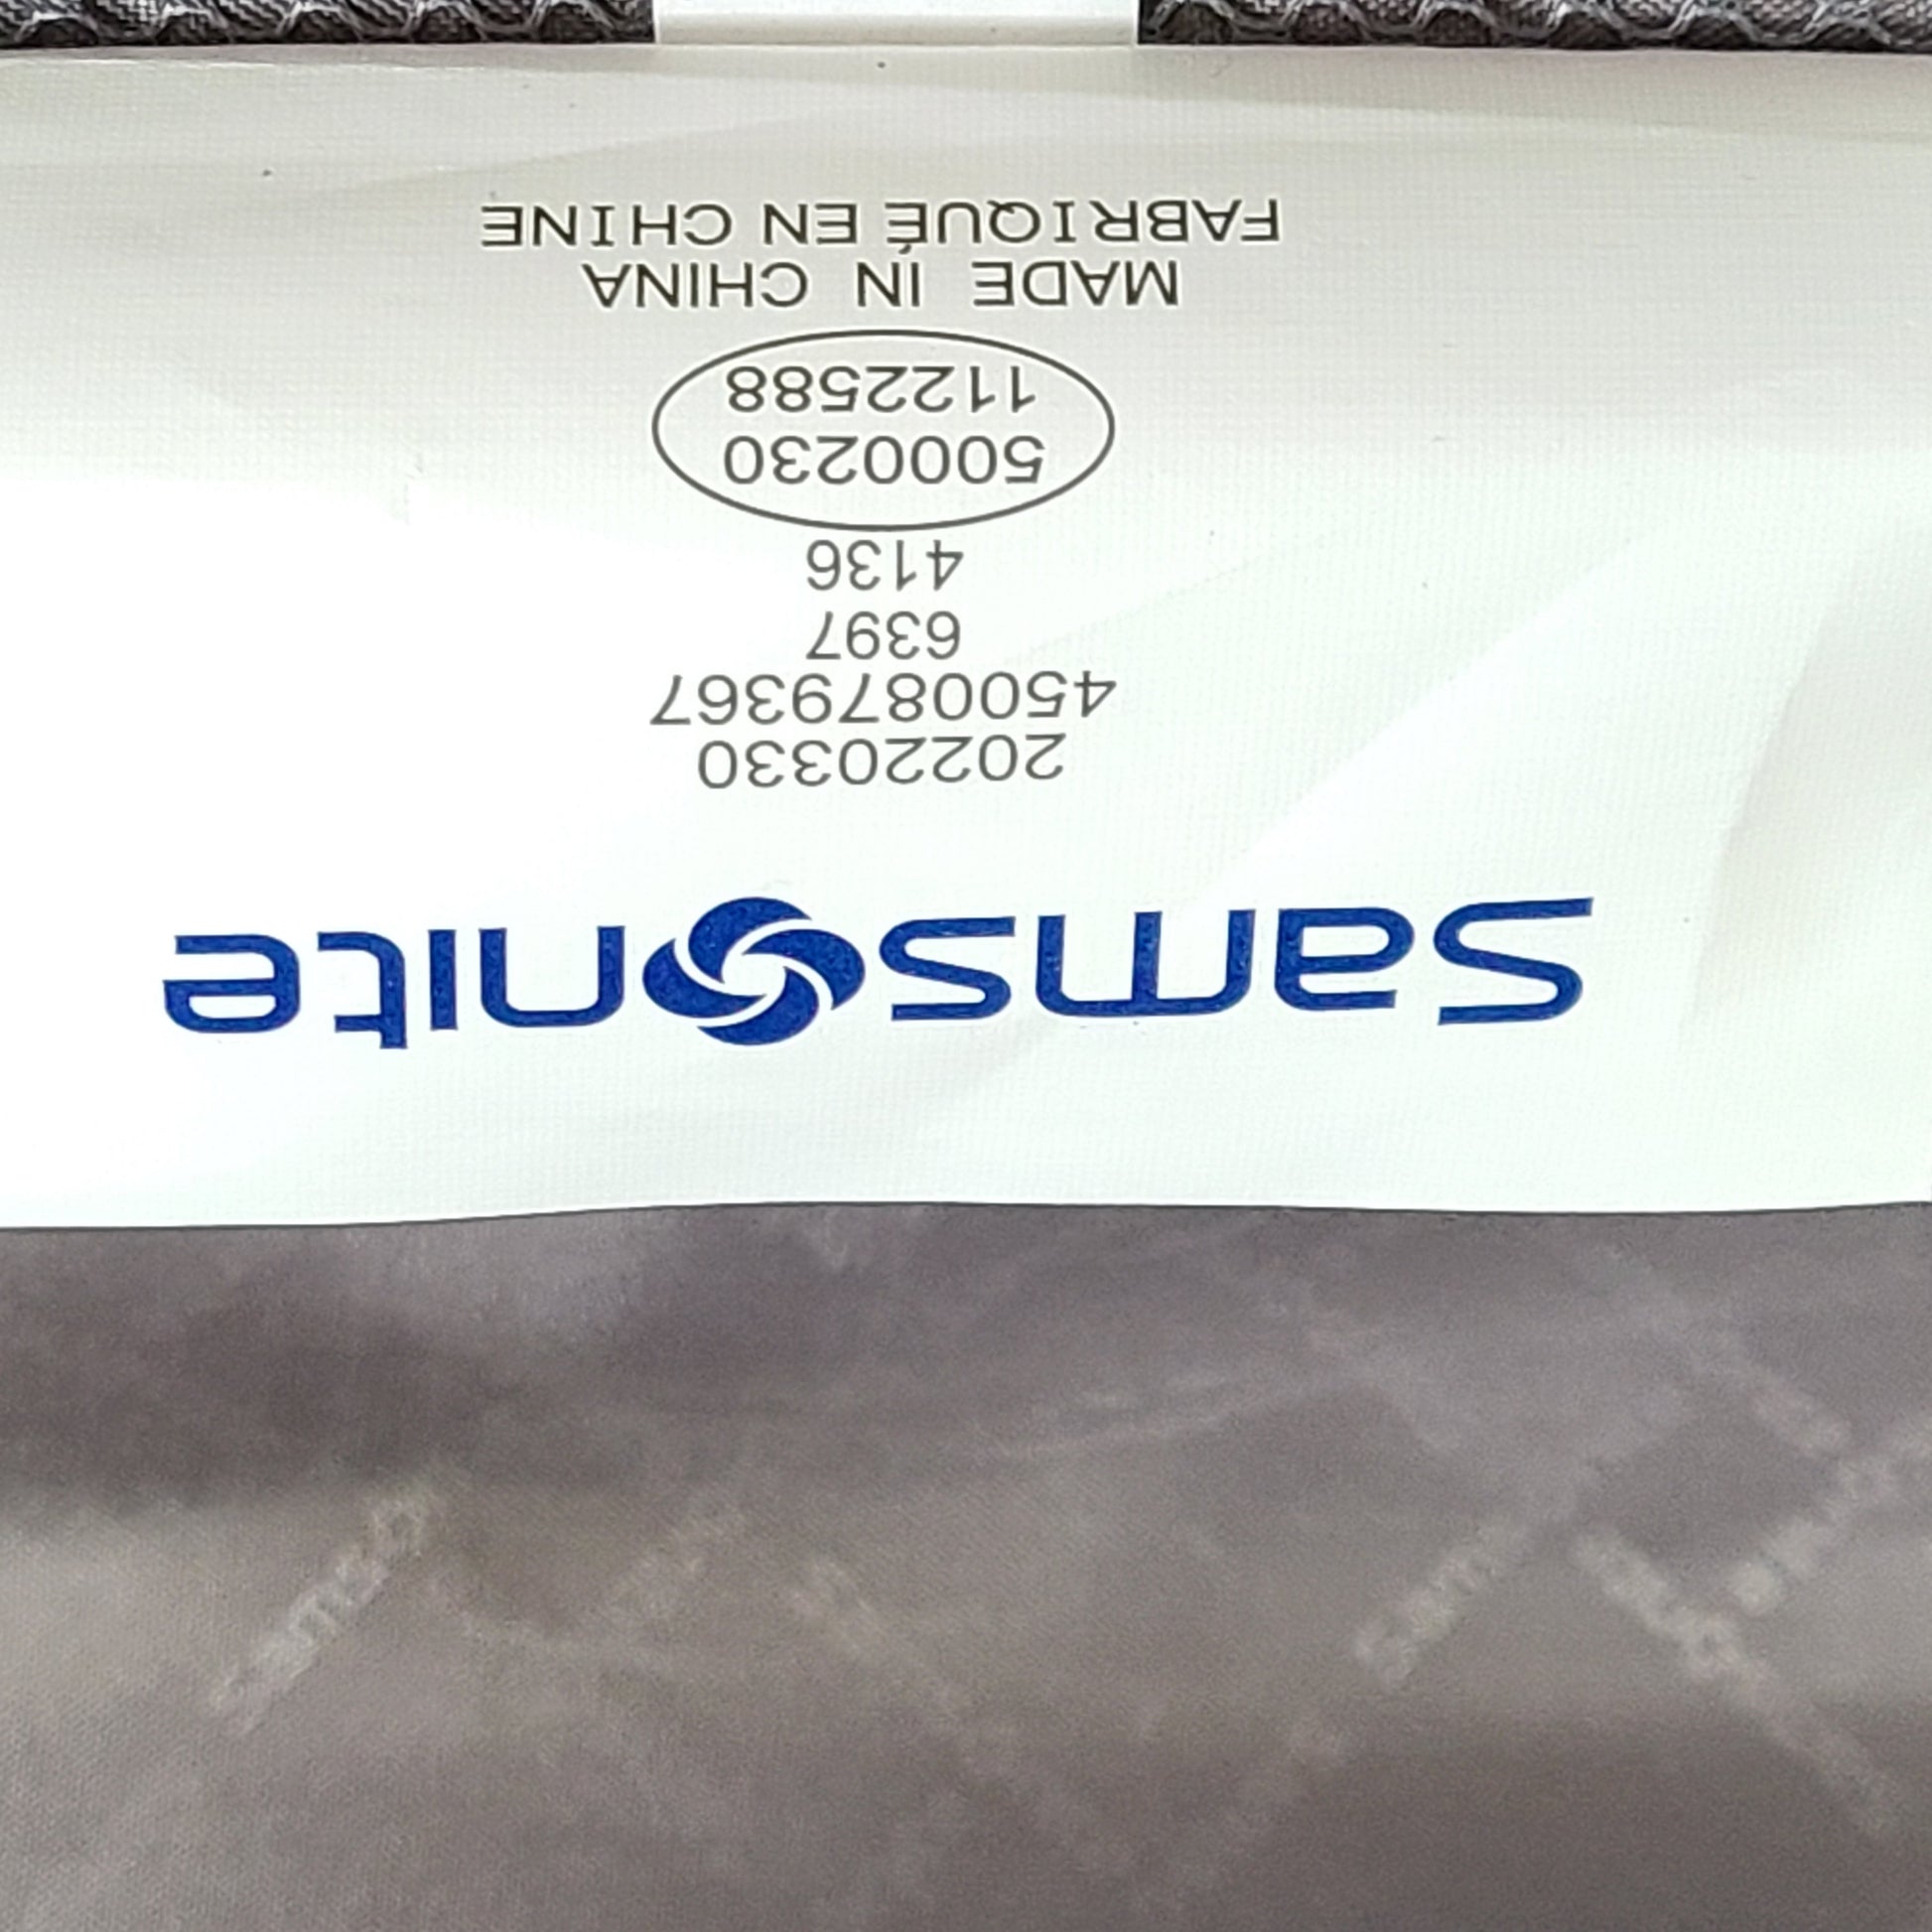 Samsonite
20220330
4500879367
6397
4136
5000230
1122588
MADE IN CHINA
FABRIQUÉ EN CHINE